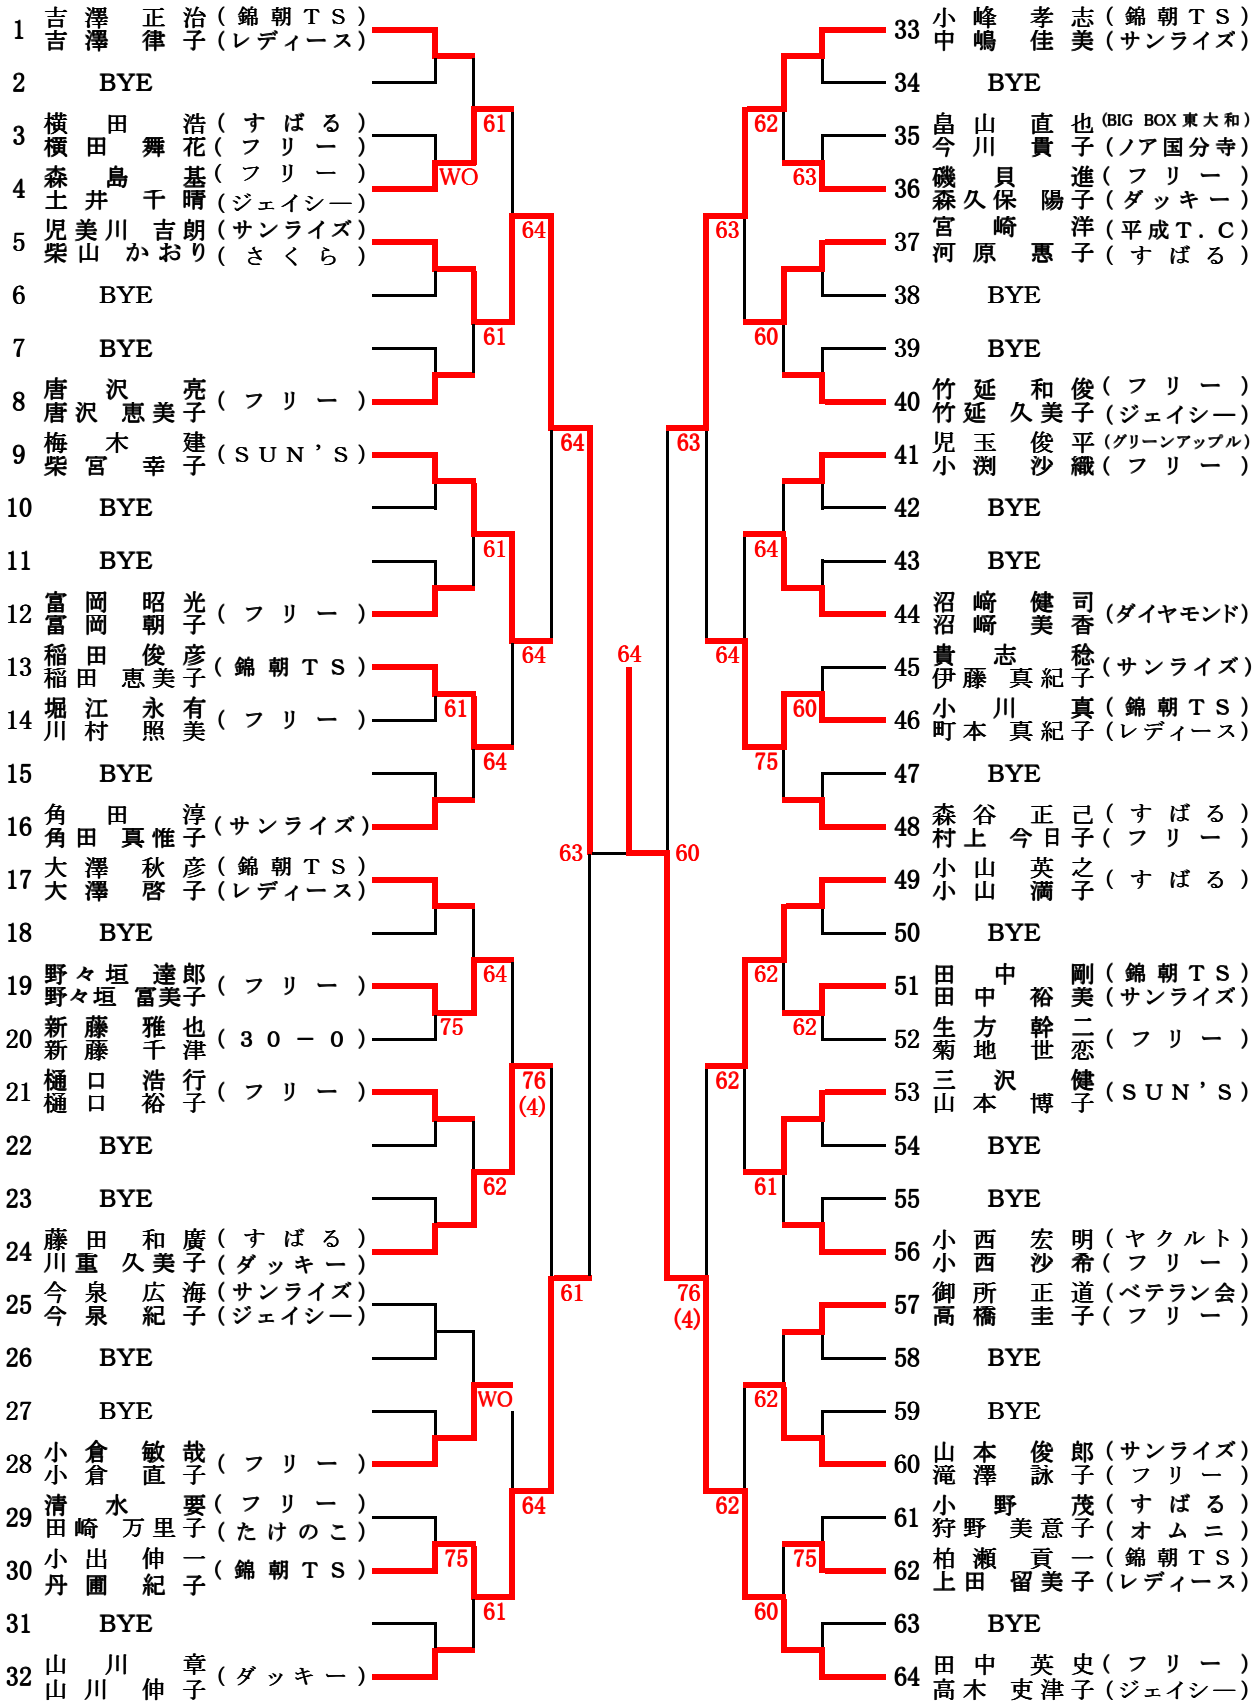 1 吉澤 正治 (錦朝TS)
吉澤 律子 (レディース)
2 BYE
3 横田 浩 (すばる)
横田 舞花 (フリー)
4 森島 基 (フリー)
土井 千晴 (ジェイシー)
5 児美川 吉朗 (サンライズ)
柴山 かおり (さくら)
6 BYE
7 BYE
8 唐沢 亮 (フリー)
唐沢 恵美子
9 梅木 建 (SUN'S)
柴宮 幸子
10 BYE
11 BYE
12 富岡 昭光 (フリー)
富岡 朝子
13 稲田 俊彦 (錦朝TS)
稲田 恵美子
14 堀江 永有 (フリー)
川村 照美
15 BYE
16 角田 淳 (サンライズ)
角田 真惟子
17 大澤 秋彦 (錦朝TS)
大澤 啓子 (レディース)
18 BYE
19 野々垣 達郎 (フリー)
野々垣 富美子
20 新藤 雅也 (30-0)
新藤 千津
21 樋口 浩行 (フリー)
樋口 裕子
22 BYE
23 BYE
24 藤田 和廣 (すばる)
川重 久美子 (ダッキー)
25 今泉 広海 (サンライズ)
今泉 紀子 (ジェイシー)
26 BYE
27 BYE
28 小倉 敏哉 (フリー)
小倉 直子
29 清水 要 (フリー)
田崎 万里子 (たけのこ)
30 小出 伸一 (錦朝TS)
丹圃 紀子
31 BYE
32 山川 章 (ダッキー)
山川 伸子
61
WO
64
61
64
61
64
61
64
63
64
75
76
(4)
62
61
WO
64
75
61
64
60
62
63
63
60
63
64
64
60
75
62
62
62
61
76
(4)
62
62
75
60
33 小峰 孝志 (錦朝TS)
中嶋 佳美 (サンライズ)
34 BYE
35 畠山 直也 (BIG BOX東大和)
今川 貴子 (ノア国分寺)
36 磯貝 進 (フリー)
森久保 陽子 (ダッキー)
37 宮崎 洋 (平成T.C)
河原 惠子 (すばる)
38 BYE
39 BYE
40 竹延 和俊 (フリー)
竹延 久美子 (ジェイシー)
41 児玉 俊平 (グリーンアップル)
小渕 沙織 (フリー)
42 BYE
43 BYE
44 沼﨑 健司 (ダイヤモンド)
沼﨑 美香
45 貴志 稔 (サンライズ)
伊藤 真紀子
46 小川 真 (錦朝TS)
町本 真紀子 (レディース)
47 BYE
48 森谷 正己 (すばる)
村上 今日子 (フリー)
49 小山 英之 (すばる)
小山 満子
50 BYE
51 田中 剛 (錦朝TS)
田中 裕美 (サンライズ)
52 生方 幹二 (フリー)
菊地 世恋
53 三沢 健 (SUN'S)
山本 博子
54 BYE
55 BYE
56 小西 宏明 (ヤクルト)
小西 沙希 (フリー)
57 御所 正道 (ベテラン会)
高橋 圭子 (フリー)
58 BYE
59 BYE
60 山本 俊郎 (サンライズ)
滝澤 詠子 (フリー)
61 小野 茂 (すばる)
狩野 美意子 (オムニ)
62 柏瀬 貢一 (錦朝TS)
上田 留美子 (レディース)
63 BYE
64 田中 英史 (フリー)
高木 吏津子 (ジェイシー)